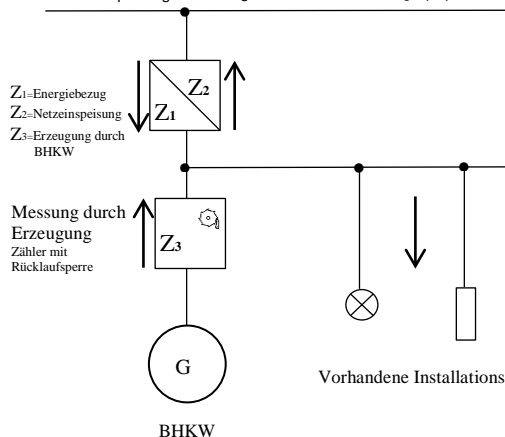 Z2
Z1
Z1=Energiebezug
Z2=Netzeinspeisung
Z3=Erzeugung durch
BHKW
Messung durch
Erzeugung
Zähler mit
Rücklaufsperre
Z3
G
Vorhandene Installations
BHKW